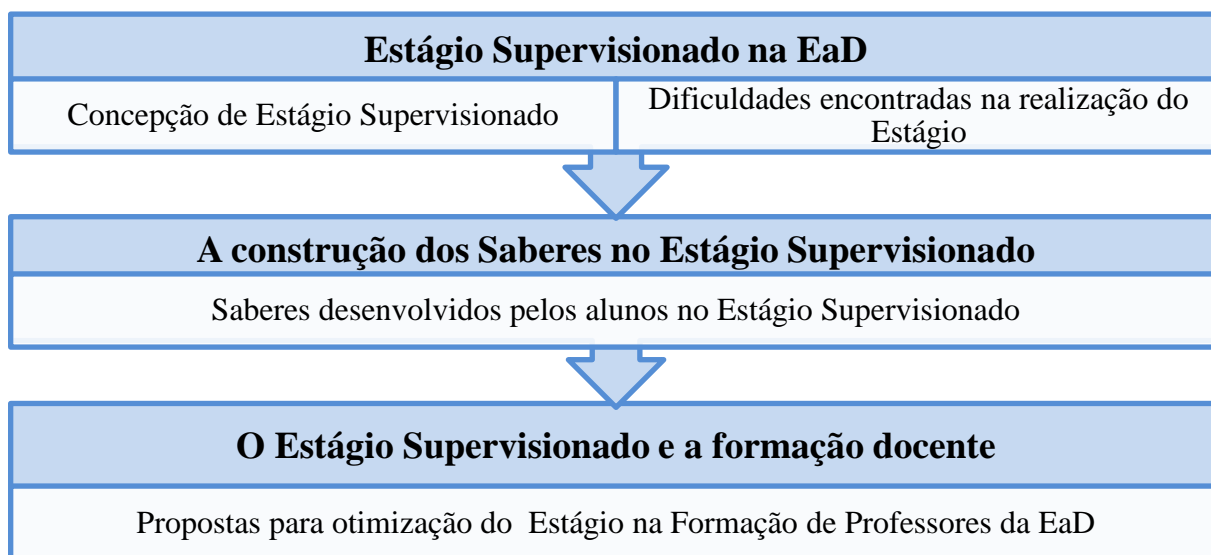 Estágio Supervisionado na EaD
Concepção de Estágio Supervisionado
Dificuldades encontradas na realização do
Estágio
A construção dos Saberes no Estágio Supervisionado
Saberes desenvolvidos pelos alunos no Estágio Supervisionado
O Estágio Supervisionado e a formação docente
Propostas para otimização do Estágio na Formação de Professores da EaD